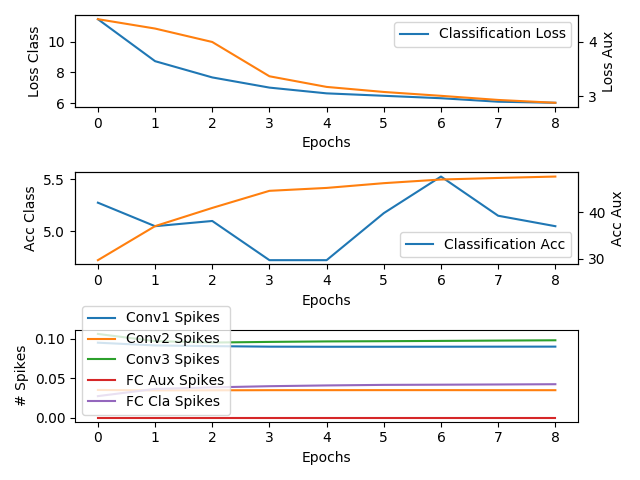 Loss Class
10
8
6
Classification Loss
4
3
Loss Aux
0 1 2 3 4 5 6 7 8
Epochs
Acc Class
5.5
5.0
Classification Acc
40
30
Acc Aux
0 1 2 3 4 5 6 7 8
Epochs
# Spikes
0.10
0.05
0.00
Conv1 Spikes
Conv2 Spikes
Conv3 Spikes
FC Aux Spikes
FC Cla Spikes
0 1 2 3 4 5 6 7 8
Epochs